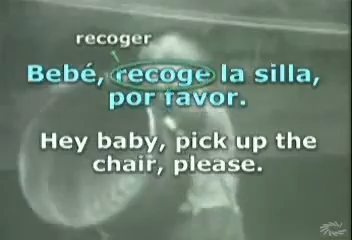 recoger
Bebé, recoge la silla,
por favor.
Hey baby, pick up the
chair, please.